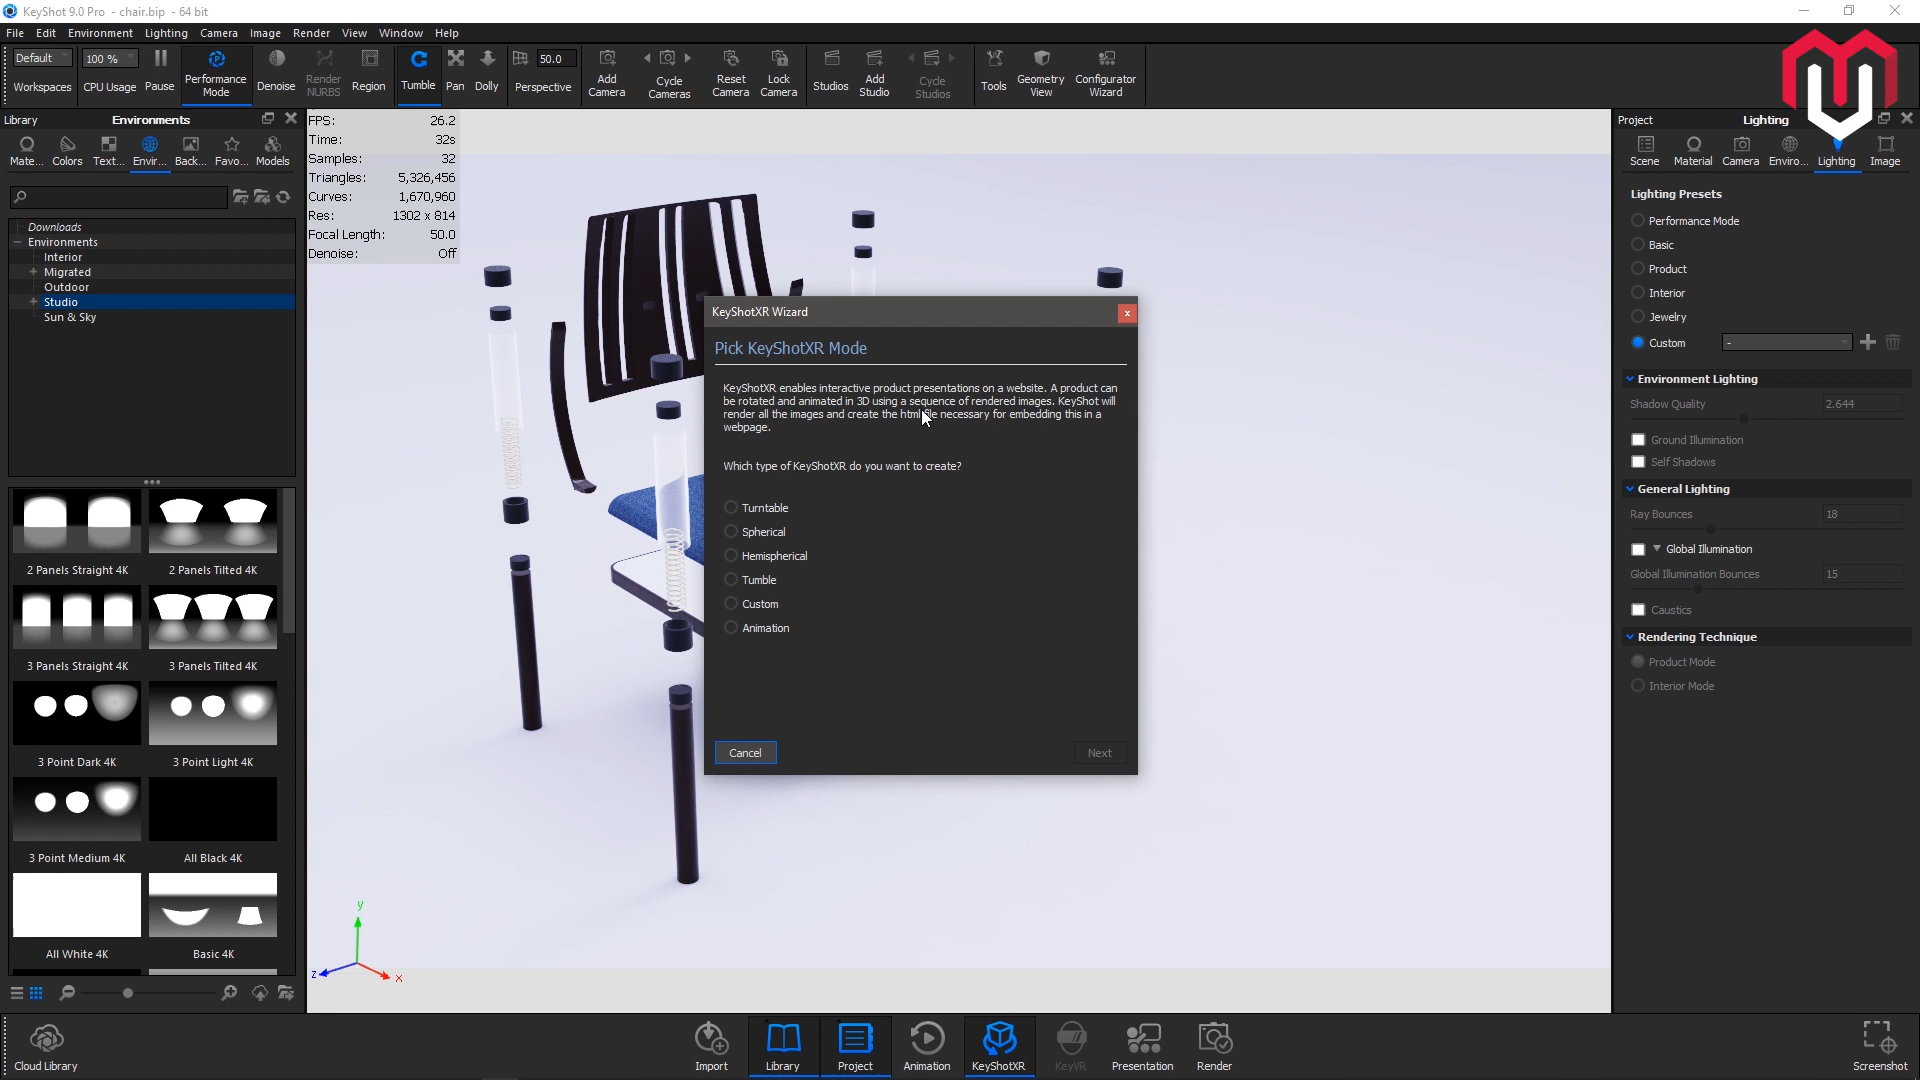 KeyShot 9.0 Pro - chair.bip - 64 bit
File Edit Environment Lighting Camera Image Render View Window Help
Default
Workspaces
100 %
CPU Usage
Pause
Performance
Mode
Denoise
Render
NURBS
Region
Tumble
Pan
Dolly
50.0
Perspective
Add
Camera
Cycle
Cameras
Reset
Camera
Lock
Camera
Studios
Add
Studio
Cycle
Studios
Tools
Geometry
View
Configurator
Wizard
Library
Environments
Mate... Colors Text... Envir... Back... Favo... Models
Downloads
Environments
Interior
Migrated
Outdoor
Studio
Sun & Sky
2 Panels Straight 4K
2 Panels Tilted 4K
3 Panels Straight 4K
3 Panels Tilted 4K
3 Point Dark 4K
3 Point Light 4K
3 Point Medium 4K
All Black 4K
All White 4K
Basic 4K
FPS: 26.2
Time: 32s
Samples: 32
Triangles: 5,326,456
Curves: 1,670,960
Res: 1302 x 814
Focal Length: 50.0
Denoise: Off
KeyShotXR Wizard
x
Pick KeyShotXR Mode
KeyShotXR enables interactive product presentations on a website. A product can
be rotated and animated in 3D using a sequence of rendered images. KeyShot will
render all the images and create the html file necessary for embedding this in a
webpage.
Which type of KeyShotXR do you want to create?
Turntable
Spherical
Hemispherical
Tumble
Custom
Animation
Cancel
Next
y
z
x
Project
Lighting
Scene Material Camera Enviro... Lighting Image
Lighting Presets
Performance Mode
Basic
Product
Interior
Jewelry
Custom -
Environment Lighting
Shadow Quality 2.644
Ground Illumination
Self Shadows
General Lighting
Ray Bounces 18
Global Illumination
Global Illumination Bounces 15
Caustics
Rendering Technique
Product Mode
Interior Mode
Cloud Library
Import
Library
Project
Animation
KeyShotXR
KeyVR
Presentation
Render
Screenshot